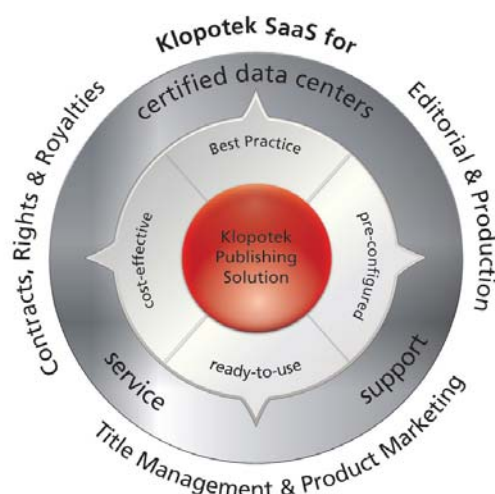 Klopotek SaaS for
Editorial & Production
Title Management & Product Marketing
Contracts, Rights & Royalties
certified data centers
support
service
Best Practice
pre-configured
ready-to-use
cost-effective
Klopotek
Publishing
Solution